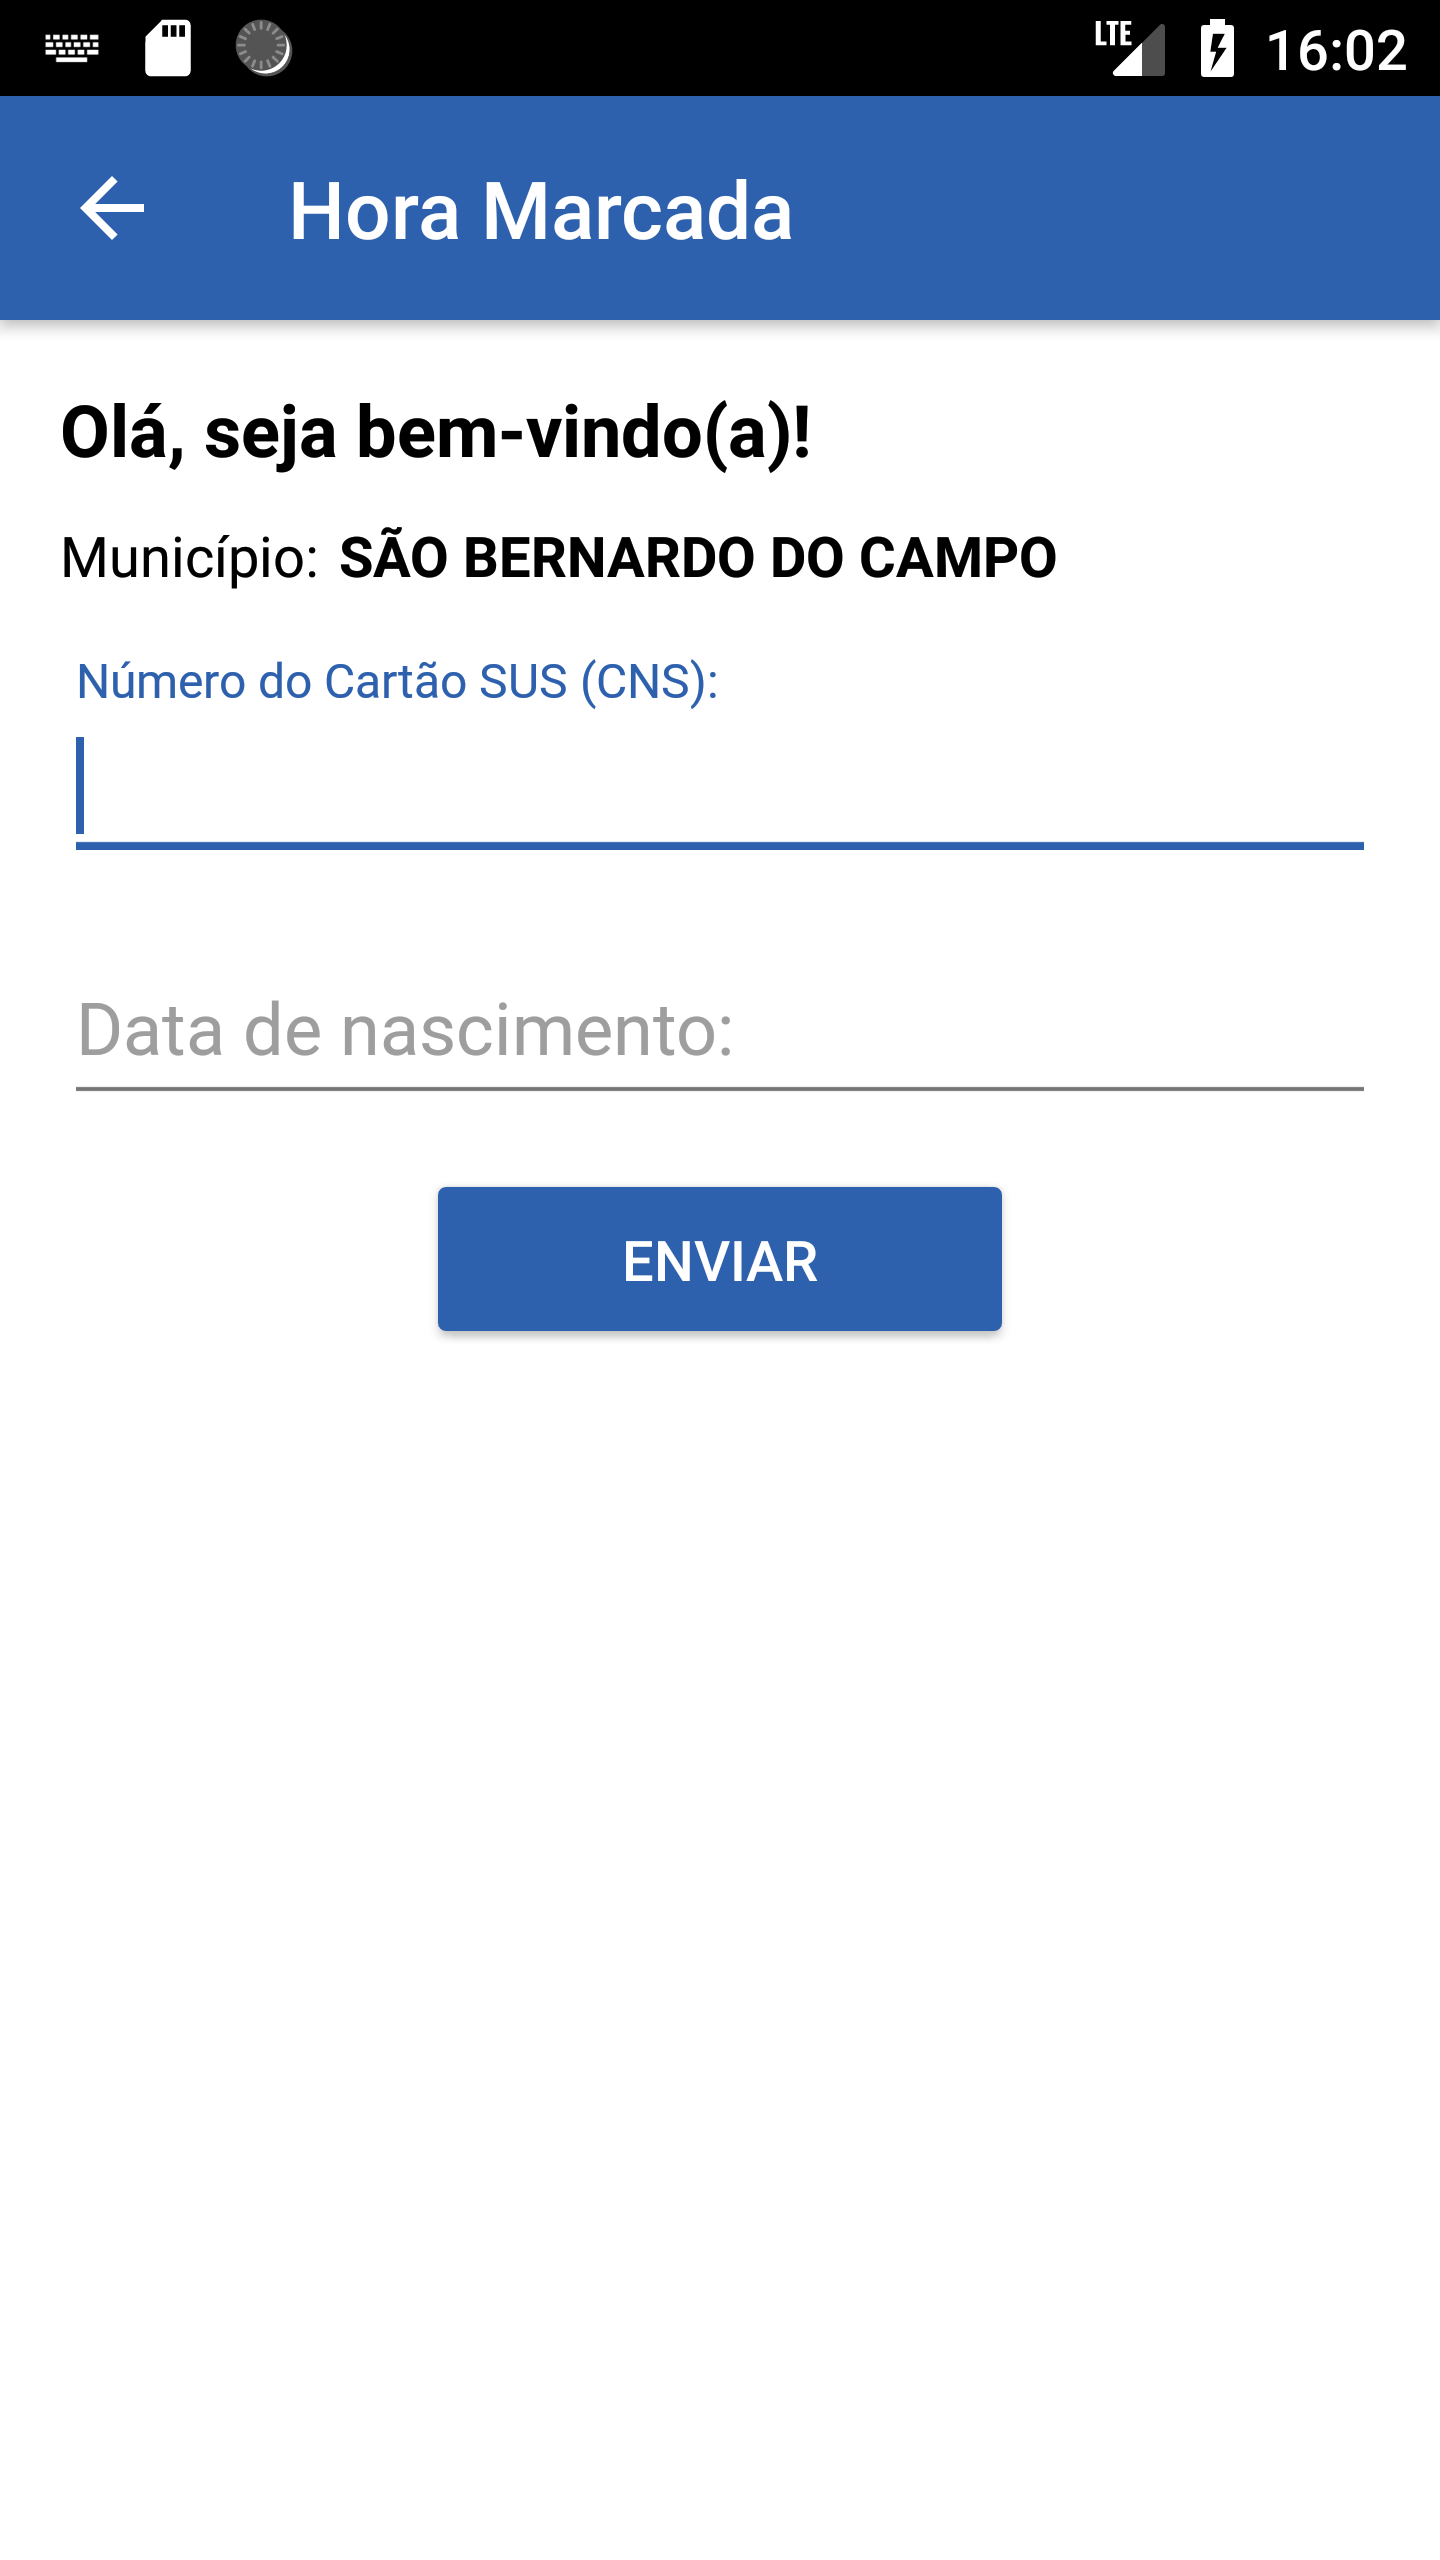 LTE 16:02
Hora Marcada
Olá, seja bem-vindo(a)!
Município: SÃO BERNARDO DO CAMPO
Número do Cartão SUS (CNS):
Data de nascimento:
ENVIAR